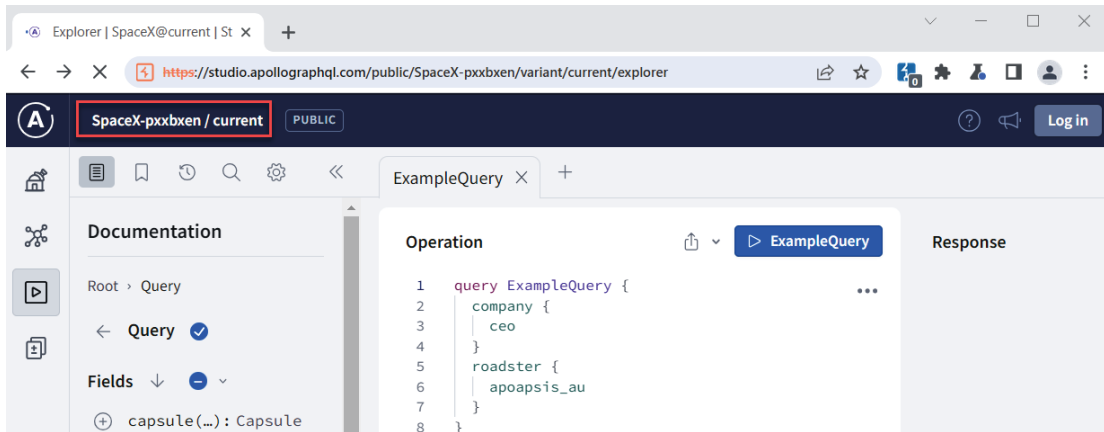 Explorer | SpaceX@current | St
https://studio.apollographql.com/public/SpaceX-pxxbxen/variant/current/explorer
0
SpaceX-pxxbxen / current
PUBLIC
Log in
ExampleQuery
Documentation
Root › Query
Query
Fields
capsule(…): Capsule
Operation
ExampleQuery
1 query ExampleQuery {
2 company {
3 ceo
4 }
5 roadster {
6 apoapsis_au
7 }
8 }
Response